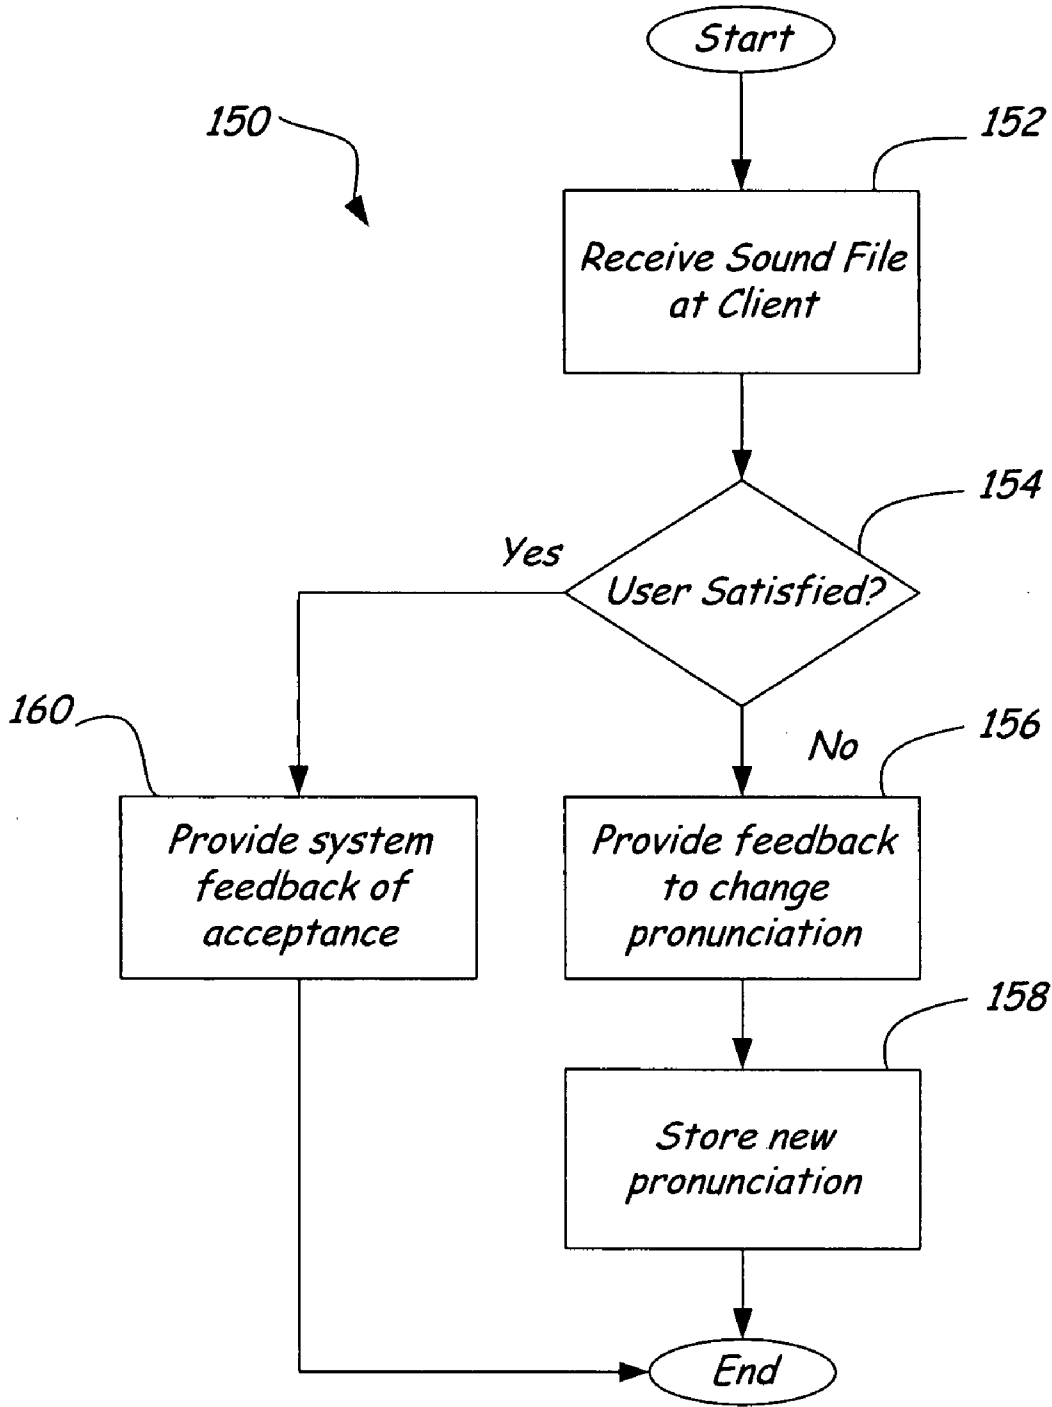 Start
150
152
Receive Sound File
at Client
154
Yes
User Satisfied?
160
No
156
Provide system
feedback of
acceptance
Provide feedback
to change
pronunciation
158
Store new
pronunciation
End